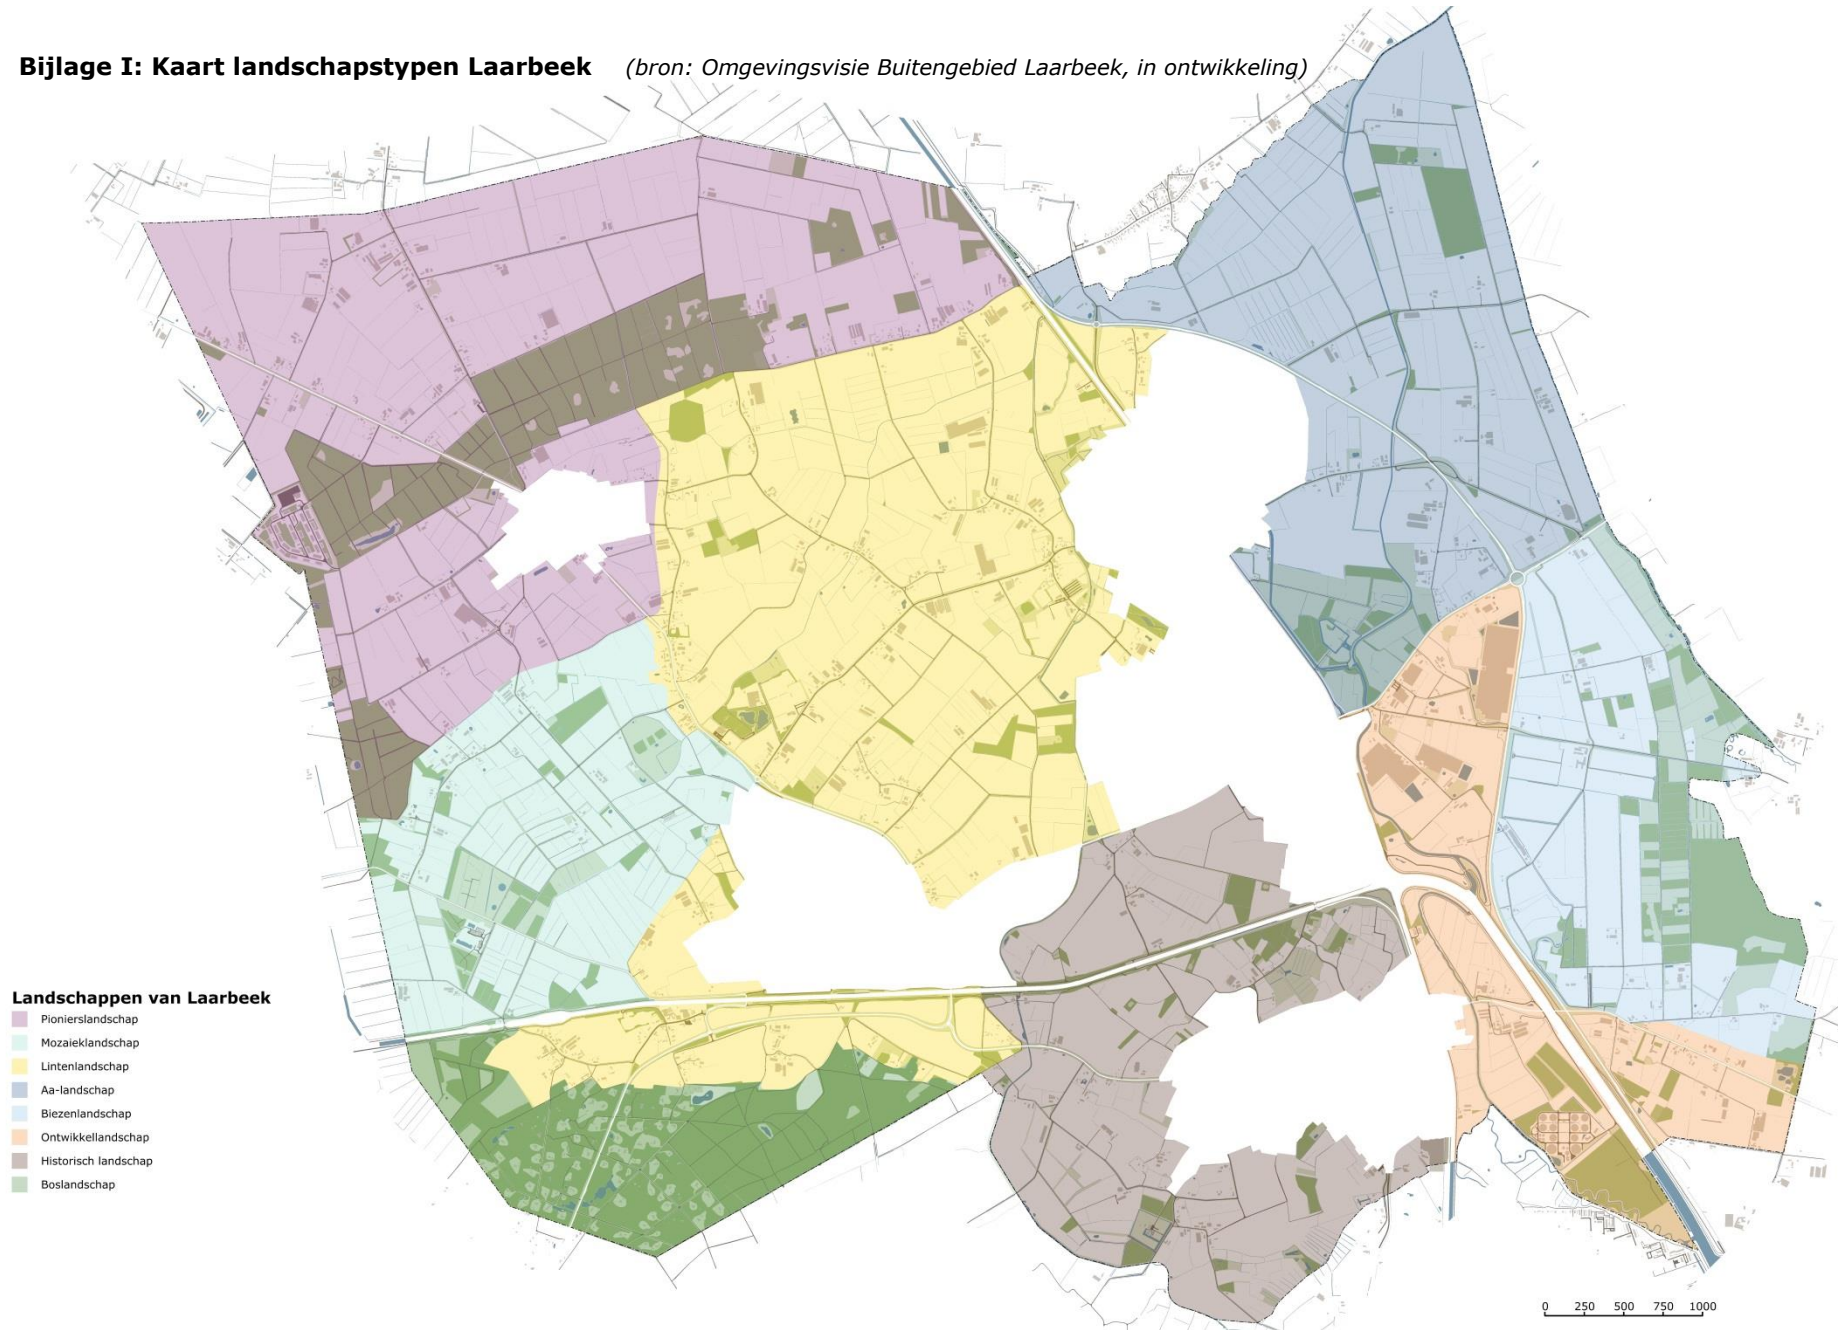 Bijlage I: Kaart landschapstypen Laarbeek (bron: Omgevingsvisie Buitengebied Laarbeek, in ontwikkeling)
Landschappen van Laarbeek
Pionierslandschap
Mozaieklandschap
Lintenlandschap
Aa-landschap
Biezenlandschap
Ontwikkellandschap
Historisch landschap
Boslandschap
0 250 500 750 1000